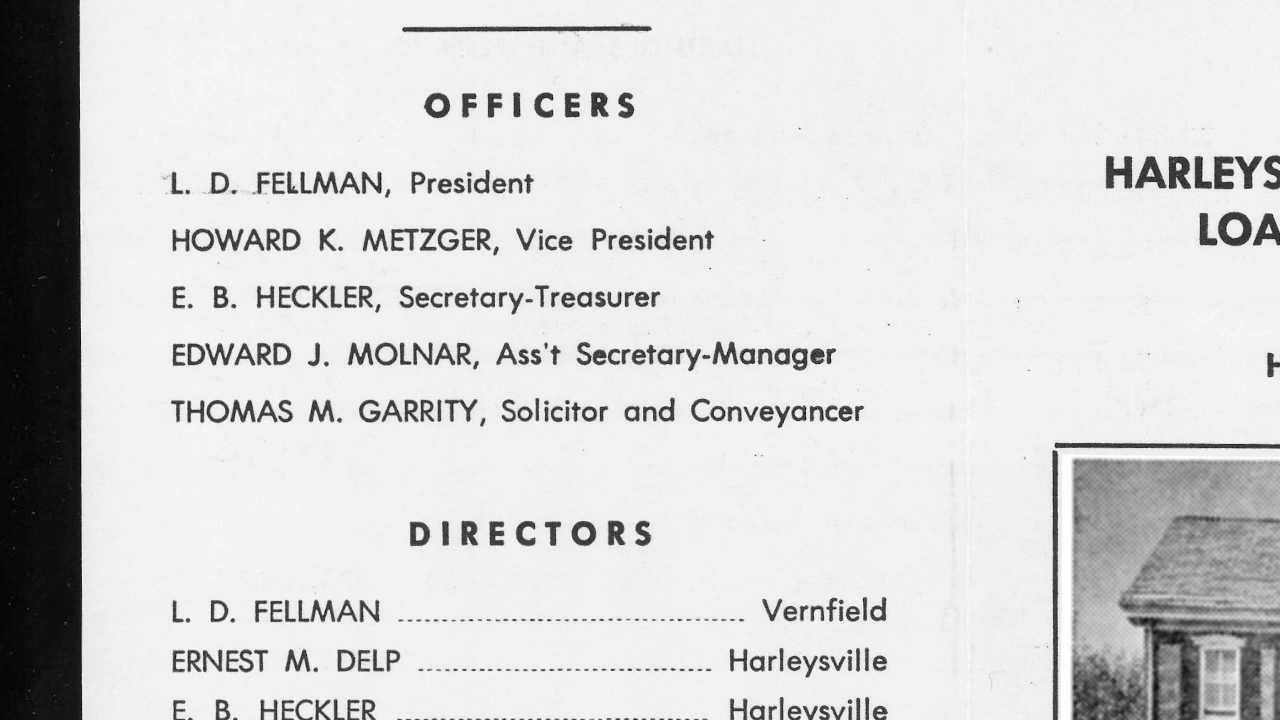 OFFICERS
L. D. FELLMAN, President
HOWARD K. METZGER, Vice President
E. B. HECKLER, Secretary-Treasurer
EDWARD J. MOLNAR, Ass't Secretary-Manager
THOMAS M. GARRITY, Solicitor and Conveyancer
DIRECTORS
L. D. FELLMAN Vernfield
ERNEST M. DELP Harleysville
E. B. HECKLER Harleysville
HARLEYS
LOA
H